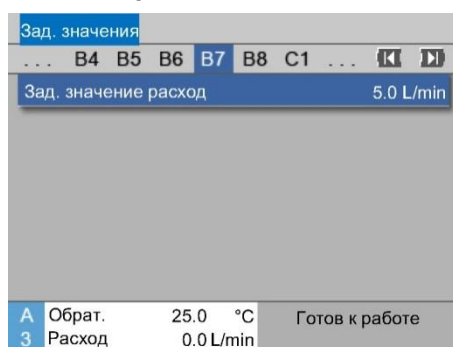 Зад. значения
... B4 B5 B6 B7 B8 C1 ...
Зад. значение расход 5.0 L/min
A Обрат. 25.0 °C Готов к работе
3 Расход 0.0 L/min